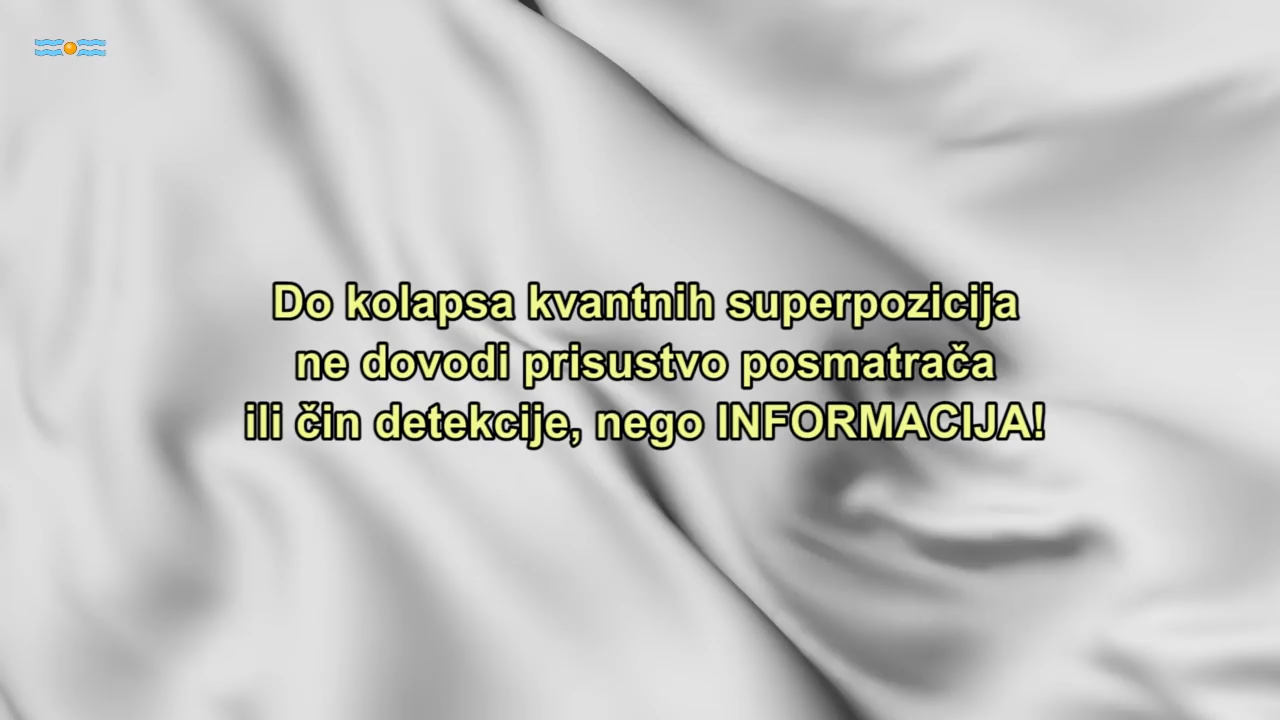 Do kolapsa kvantnih superpozicija
ne dovodi prisustvo posmatrača
ili čin detekcije, nego INFORMACIJA!